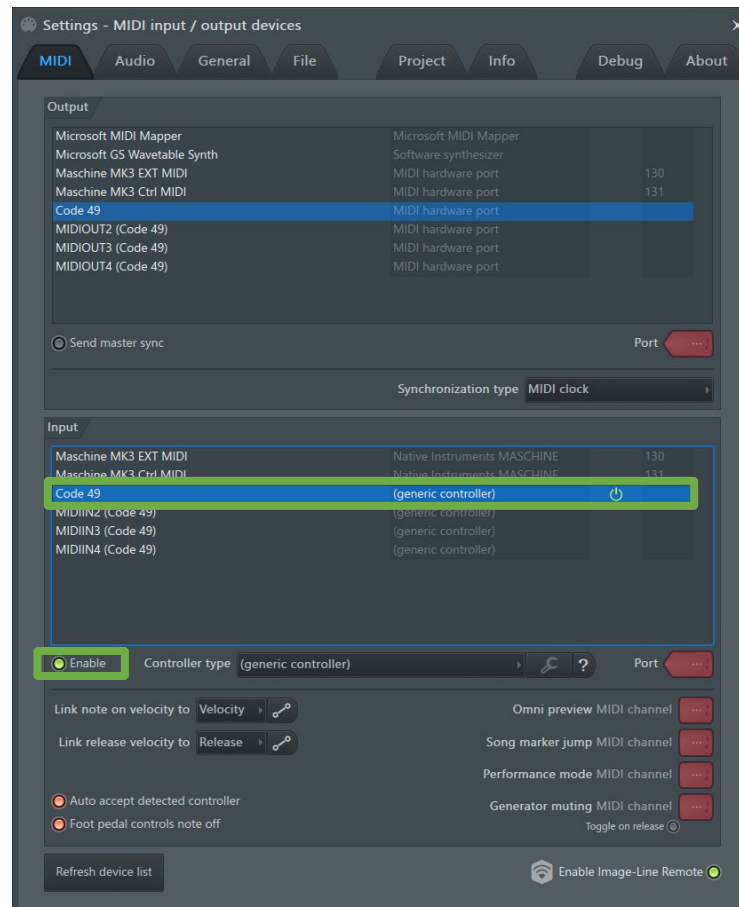 Settings - MIDI input / output devices
MIDI Audio General File Project Info Debug About
Output
Microsoft MIDI Mapper Microsoft MIDI Mapper
Microsoft GS Wavetable Synth Software synthesizer
Maschine MK3 EXT MIDI MIDI hardware port 130
Maschine MK3 Ctrl MIDI MIDI hardware port 131
Code 49 MIDI hardware port
MIDIOUT2 (Code 49) MIDI hardware port
MIDIOUT3 (Code 49) MIDI hardware port
MIDIOUT4 (Code 49) MIDI hardware port
Send master sync Port ...
Synchronization type MIDI clock
Input
Maschine MK3 EXT MIDI Native Instruments MASCHINE 130
Maschine MK3 Ctrl MIDI Native Instruments MASCHINE 131
Code 49 (generic controller)
MIDIIN2 (Code 49) (generic controller)
MIDIIN3 (Code 49) (generic controller)
MIDIIN4 (Code 49) (generic controller)
Enable Controller type (generic controller) ? Port ...
Link note on velocity to Velocity Omni preview MIDI channel ...
Link release velocity to Release Song marker jump MIDI channel ...
Performance mode MIDI channel ...
Auto accept detected controller Generator muting MIDI channel ...
Foot pedal controls note off Toggle on release
Refresh device list Enable Image-Line Remote